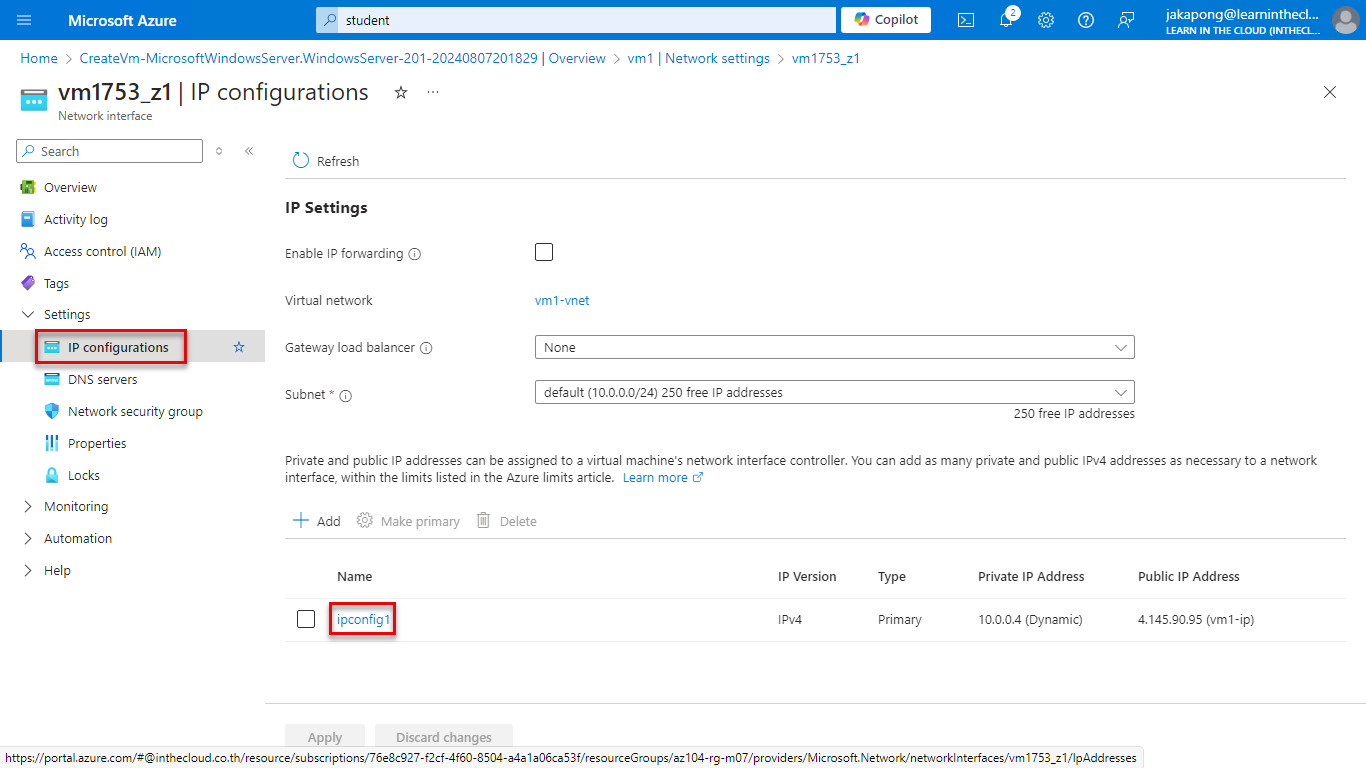 Microsoft Azure
student
Copilot
2
jakapong@learninthecl...
LEARN IN THE CLOUD (INTHECL...
Home > CreateVm-MicrosoftWindowsServer.WindowsServer-201-20240807201829 | Overview > vm1 | Network settings > vm1753_z1
vm1753_z1 | IP configurations
Network interface
Search
Refresh
Overview
Activity log
Access control (IAM)
Tags
Settings
IP configurations
DNS servers
Network security group
Properties
Locks
Monitoring
Automation
Help
IP Settings
Enable IP forwarding
Virtual network
vm1-vnet
Gateway load balancer
None
Subnet *
default (10.0.0.0/24) 250 free IP addresses
250 free IP addresses
Private and public IP addresses can be assigned to a virtual machine's network interface controller. You can add as many private and public IPv4 addresses as necessary to a network
interface, within the limits listed in the Azure limits article. Learn more
Add Make primary Delete
Name IP Version Type Private IP Address Public IP Address
ipconfig1 IPv4 Primary 10.0.0.4 (Dynamic) 4.145.90.95 (vm1-ip)
Apply Discard changes
https://portal.azure.com/#@inthecloud.co.th/resource/subscriptions/76e8c927-f2cf-4f60-8504-a4a1a06ca53f/resourceGroups/az104-rg-m07/providers/Microsoft.Network/networkInterfaces/vm1753_z1/IpAddresses